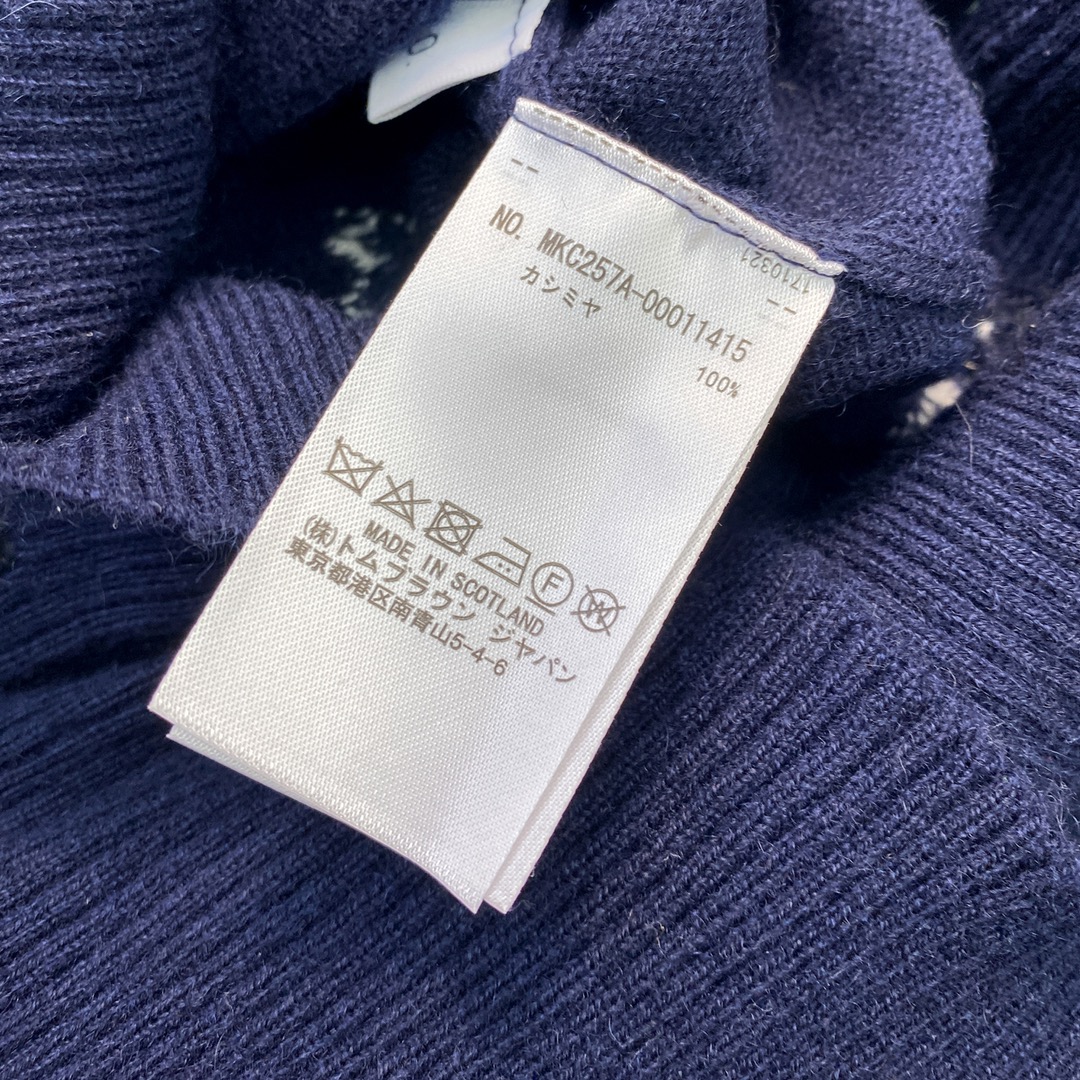 NO. MKC257A-00011415
カシミヤ
100%
MADE IN SCOTLAND
(株)トムブラウン ジャパン
東京都港区南青山5-4-6
1710321
F
W